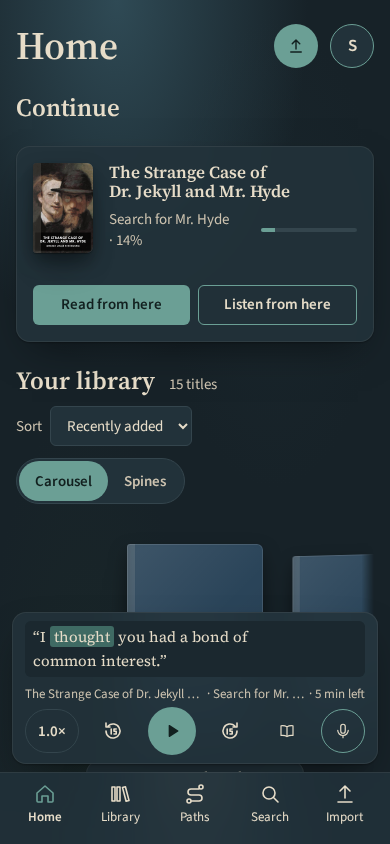 Home
S
Continue
The Strange Case of
Dr. Jekyll and Mr. Hyde
Search for Mr. Hyde
· 14%
THE STRANGE CASE OF
DR. JEKYLL AND MR. HYDE
Read from here
Listen from here
Your library 15 titles
Sort Recently added
Carousel Spines
“I thought you had a bond of
common interest.”
The Strange Case of Dr. Jekyll … · Search for Mr. … · 5 min left
1.0× 15 15
Home Library Paths Search Import